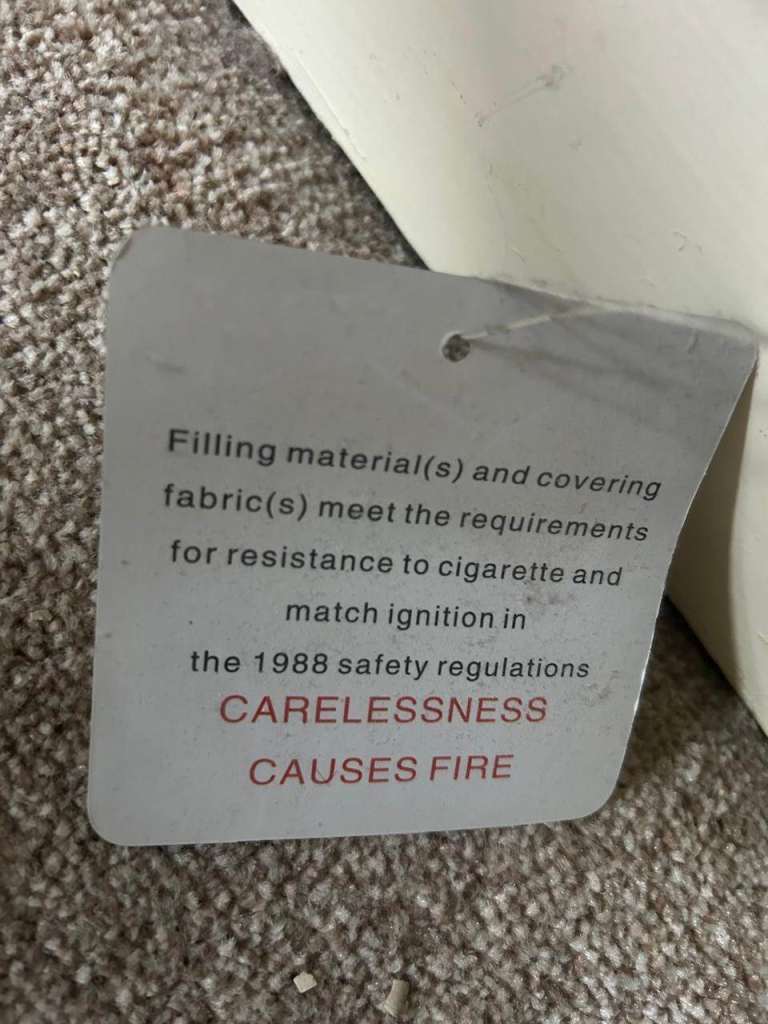 Filling material(s) and covering
fabric(s) meet the requirements
for resistance to cigarette and
match ignition in
the 1988 safety regulations
CARELESSNESS
CAUSES FIRE